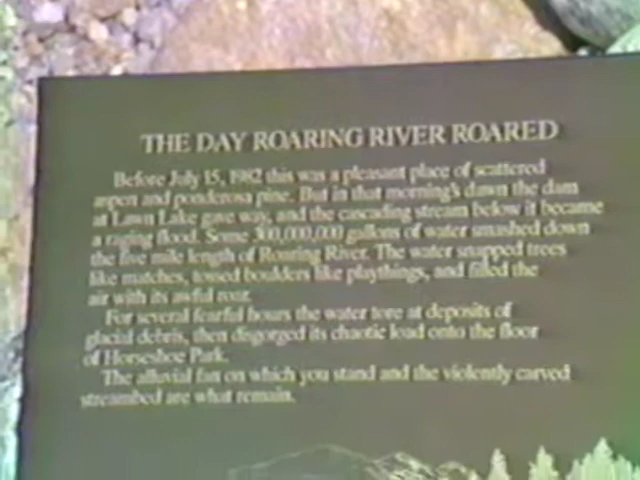 THE DAY ROARING RIVER ROARED
Before July 15, 1982 this was a pleasant place of scattered
aspen and ponderosa pine. But in that morning's dawn the dam
at Lawn Lake gave way, and the cascading stream below it became
a raging flood. Some 300,000,000 gallons of water smashed down
the five mile length of Roaring River. The water snapped trees
like matches, tossed boulders like playthings, and filled the
air with its awful roar.
For several fearful hours the water tore at deposits of
glacial debris, then disgorged its chaotic load onto the floor
of Horseshoe Park.
The alluvial fan on which you stand and the violently carved
streambed are what remain.